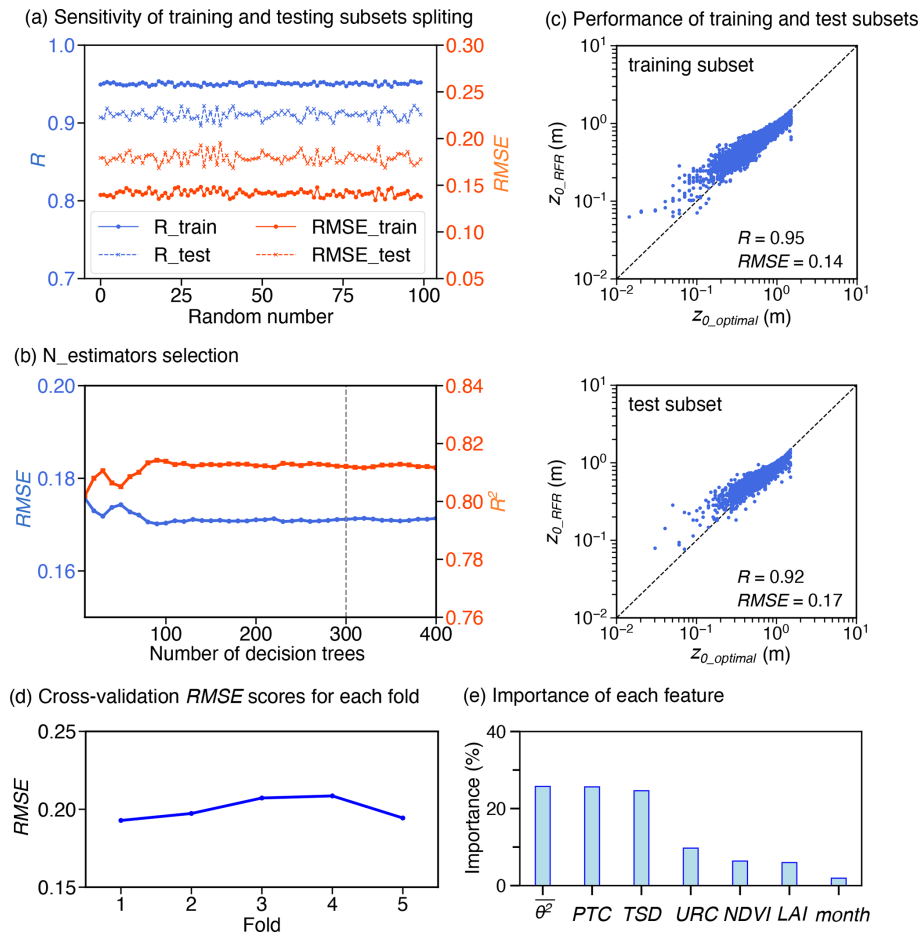 (a) Sensitivity of training and testing subsets spliting
1.0
0.9
0.8
0.7
R
0.30
0.26
0.22
0.17
0.13
0.09
0.05
RMSE
R_train
R_test
RMSE_train
RMSE_test
0 25 50 75 100
Random number
(c) Performance of training and test subsets
training subset
10¹
10⁰
10⁻¹
10⁻²
z0_RFR (m)
R = 0.95
RMSE = 0.14
10⁻² 10⁻¹ 10⁰ 10¹
z0_optimal (m)
(b) N_estimators selection
0.20
0.18
0.16
RMSE
0.84
0.82
0.80
0.78
0.76
R²
100 200 300 400
Number of decision trees
test subset
10¹
10⁰
10⁻¹
10⁻²
z0_RFR (m)
R = 0.92
RMSE = 0.17
10⁻² 10⁻¹ 10⁰ 10¹
z0_optimal (m)
(d) Cross-validation RMSE scores for each fold
0.25
0.20
0.15
RMSE
1 2 3 4 5
Fold
(e) Importance of each feature
40
20
0
Importance (%)
θ² PTC TSD URC NDVI LAI month